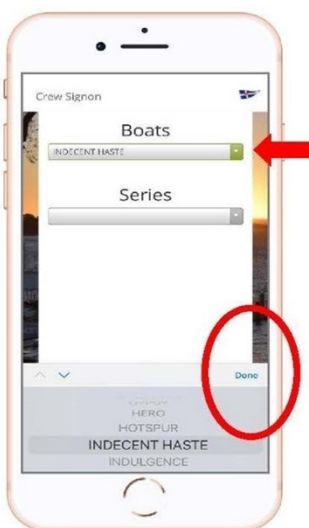 Crew Signon
Boats
INDECENT HASTE
Series
Done
HERO
HOTSPUR
INDECENT HASTE
INDULGENCE